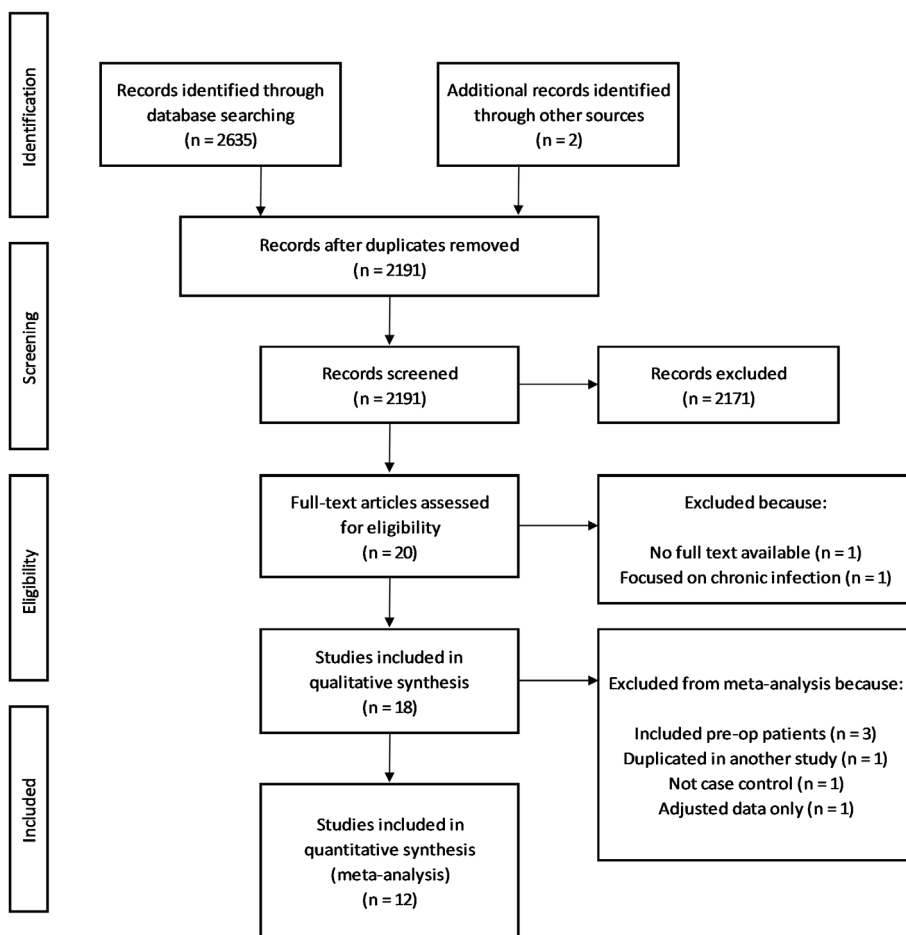 Identification
Records identified through
database searching
(n = 2635)
Additional records identified
through other sources
(n = 2)
Records after duplicates removed
(n = 2191)
Screening
Records screened
(n = 2191)
Records excluded
(n = 2171)
Eligibility
Full-text articles assessed
for eligibility
(n = 20)
Excluded because:
No full text available (n = 1)
Focused on chronic infection (n = 1)
Studies included in
qualitative synthesis
(n = 18)
Excluded from meta-analysis because:
Included pre-op patients (n = 3)
Duplicated in another study (n = 1)
Not case control (n = 1)
Adjusted data only (n = 1)
Included
Studies included in
quantitative synthesis
(meta-analysis)
(n = 12)